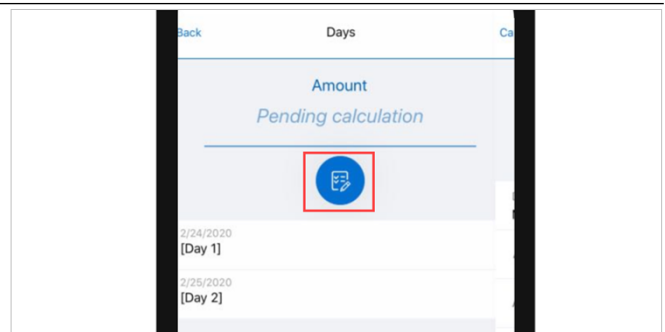 Back Days Ca
Amount
Pending calculation
2/24/2020
[Day 1]
2/25/2020
[Day 2]